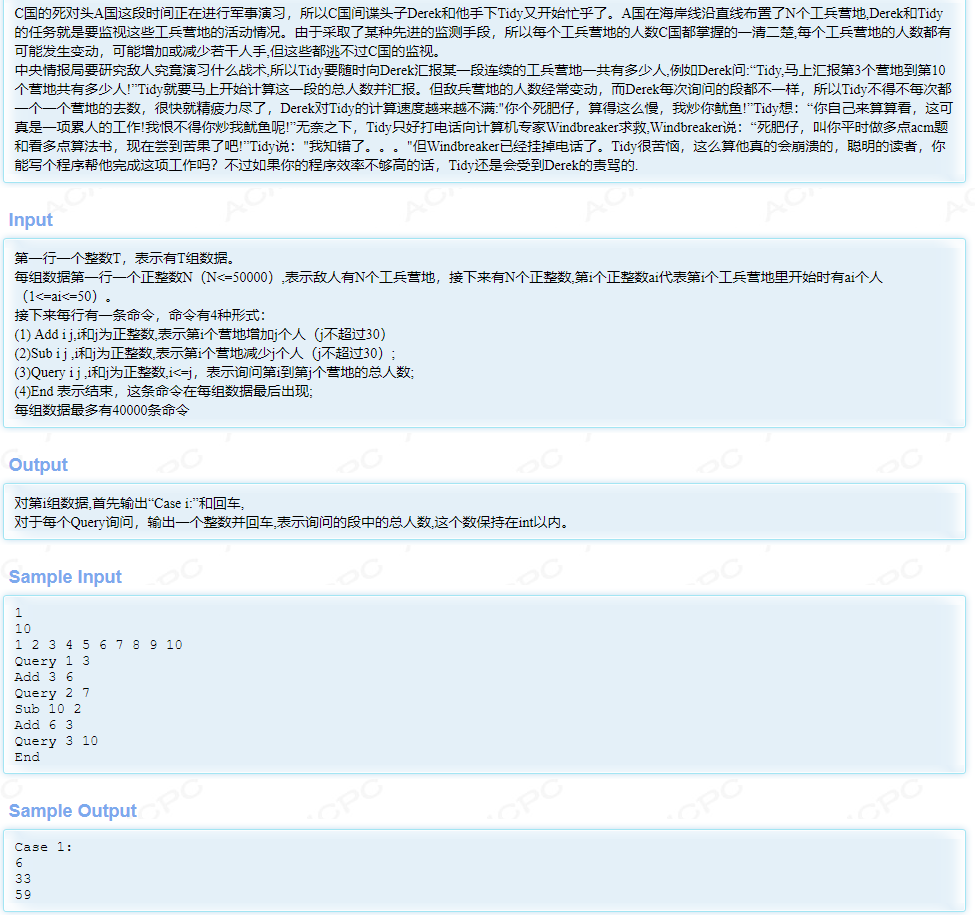 C国的死对头A国这段时间正在进行军事演习，所以C国间谍头子Derek和他手下Tidy又开始忙乎了。A国在海岸线沿直线布置了N个工兵营地,Derek和Tidy
的任务就是要监视这些工兵营地的活动情况。由于采取了某种先进的监测手段，所以每个工兵营地的人数C国都掌握的一清二楚,每个工兵营地的人数都有
可能发生变动，可能增加或减少若干人手,但这些都逃不过C国的监视。
中央情报局要研究敌人究竟演习什么战术,所以Tidy要随时向Derek汇报某一段连续的工兵营地一共有多少人,例如Derek问:“Tidy,马上汇报第3个营地到第10
个营地共有多少人!”Tidy就要马上开始计算这一段的总人数并汇报。但敌兵营地的人数经常变动，而Derek每次询问的段都不一样，所以Tidy不得不每次都
一个一个营地的去数，很快就精疲力尽了，Derek对Tidy的计算速度越来越不满:"你个死肥仔，算得这么慢，我炒你鱿鱼!”Tidy想：“你自己来算算看，这可
真是一项累人的工作!我恨不得你炒我鱿鱼呢!”无奈之下，Tidy只好打电话向计算机专家Windbreaker求救,Windbreaker说：“死肥仔，叫你平时做多点acm题
和看多点算法书，现在尝到苦果了吧!”Tidy说："我知错了。。。"但Windbreaker已经挂掉电话了。Tidy很苦恼，这么算他真的会崩溃的，聪明的读者，你
能写个程序帮他完成这项工作吗？不过如果你的程序效率不够高的话，Tidy还是会受到Derek的责骂的.
Input
第一行一个整数T，表示有T组数据。
每组数据第一行一个正整数N（N<=50000）,表示敌人有N个工兵营地，接下来有N个正整数,第i个正整数ai代表第i个工兵营地里开始时有ai个人
（1<=ai<=50）。
接下来每行有一条命令，命令有4种形式：
(1) Add i j,i和j为正整数,表示第i个营地增加j个人（j不超过30）
(2)Sub i j ,i和j为正整数,表示第i个营地减少j个人（j不超过30）;
(3)Query i j ,i和j为正整数,i<=j，表示询问第i到第j个营地的总人数;
(4)End 表示结束，这条命令在每组数据最后出现;
每组数据最多有40000条命令
Output
对第i组数据,首先输出“Case i:”和回车,
对于每个Query询问，输出一个整数并回车,表示询问的段中的总人数,这个数保持在int以内。
Sample Input
1
10
1 2 3 4 5 6 7 8 9 10
Query 1 3
Add 3 6
Query 2 7
Sub 10 2
Add 6 3
Query 3 10
End
Sample Output
Case 1:
6
33
59